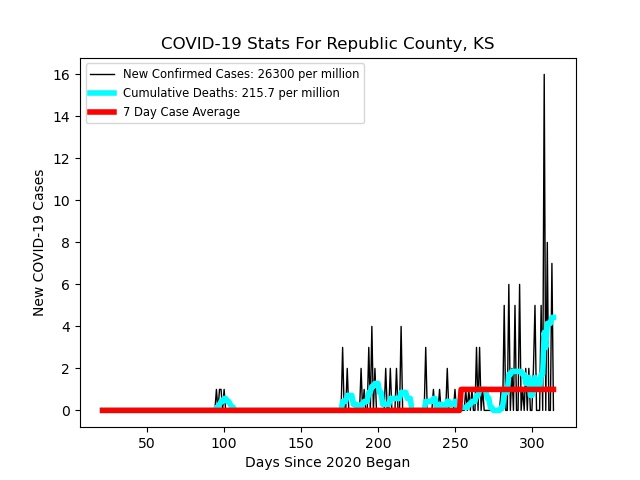 COVID-19 Stats For Republic County, KS
New Confirmed Cases: 26300 per million
Cumulative Deaths: 215.7 per million
7 Day Case Average
New COVID-19 Cases
16
14
12
10
8
6
4
2
0
50 100 150 200 250 300
Days Since 2020 Began